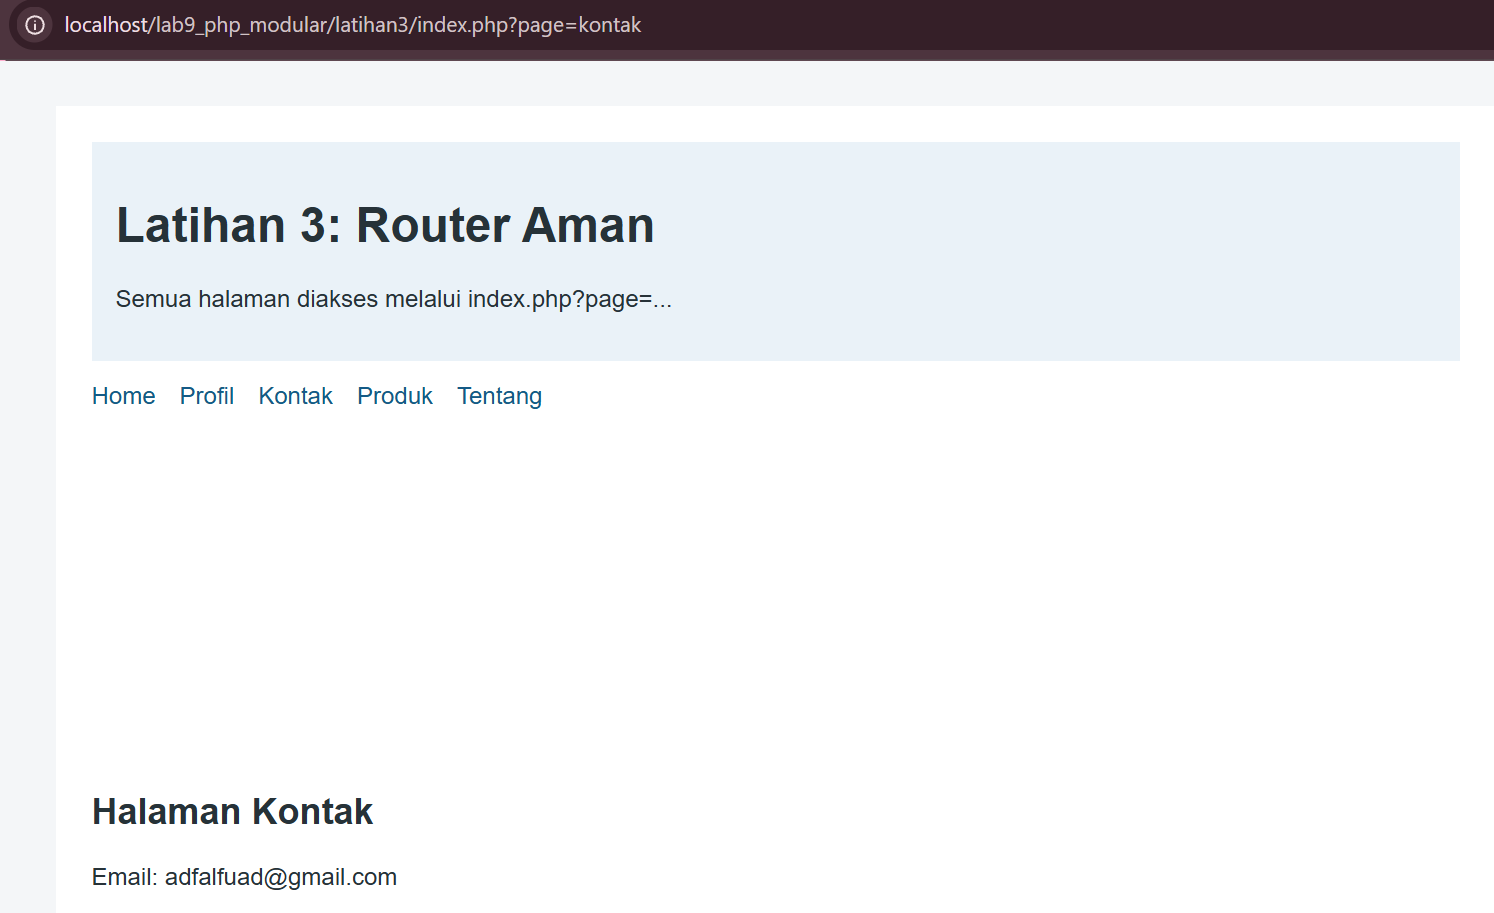 localhost/lab9_php_modular/latihan3/index.php?page=kontak
Latihan 3: Router Aman
Semua halaman diakses melalui index.php?page=...
Home Profil Kontak Produk Tentang
Halaman Kontak
Email: adfalfuad@gmail.com